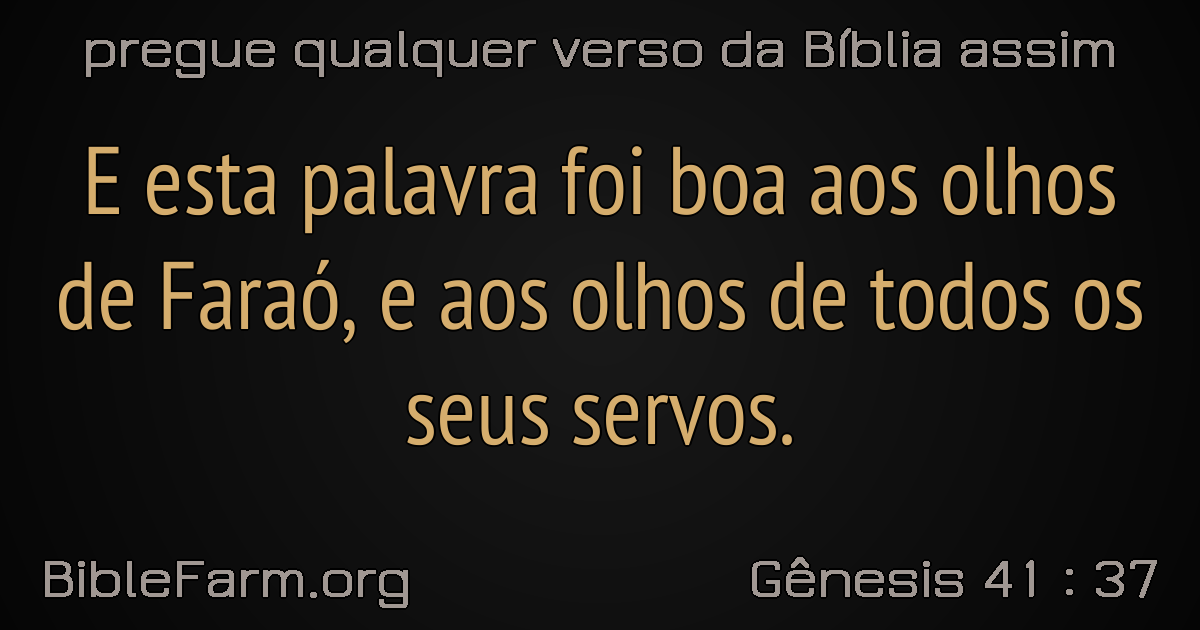 pregue qualquer verso da Bíblia assim
E esta palavra foi boa aos olhos
de Faraó, e aos olhos de todos os
seus servos.
BibleFarm.org
Gênesis 41 : 37